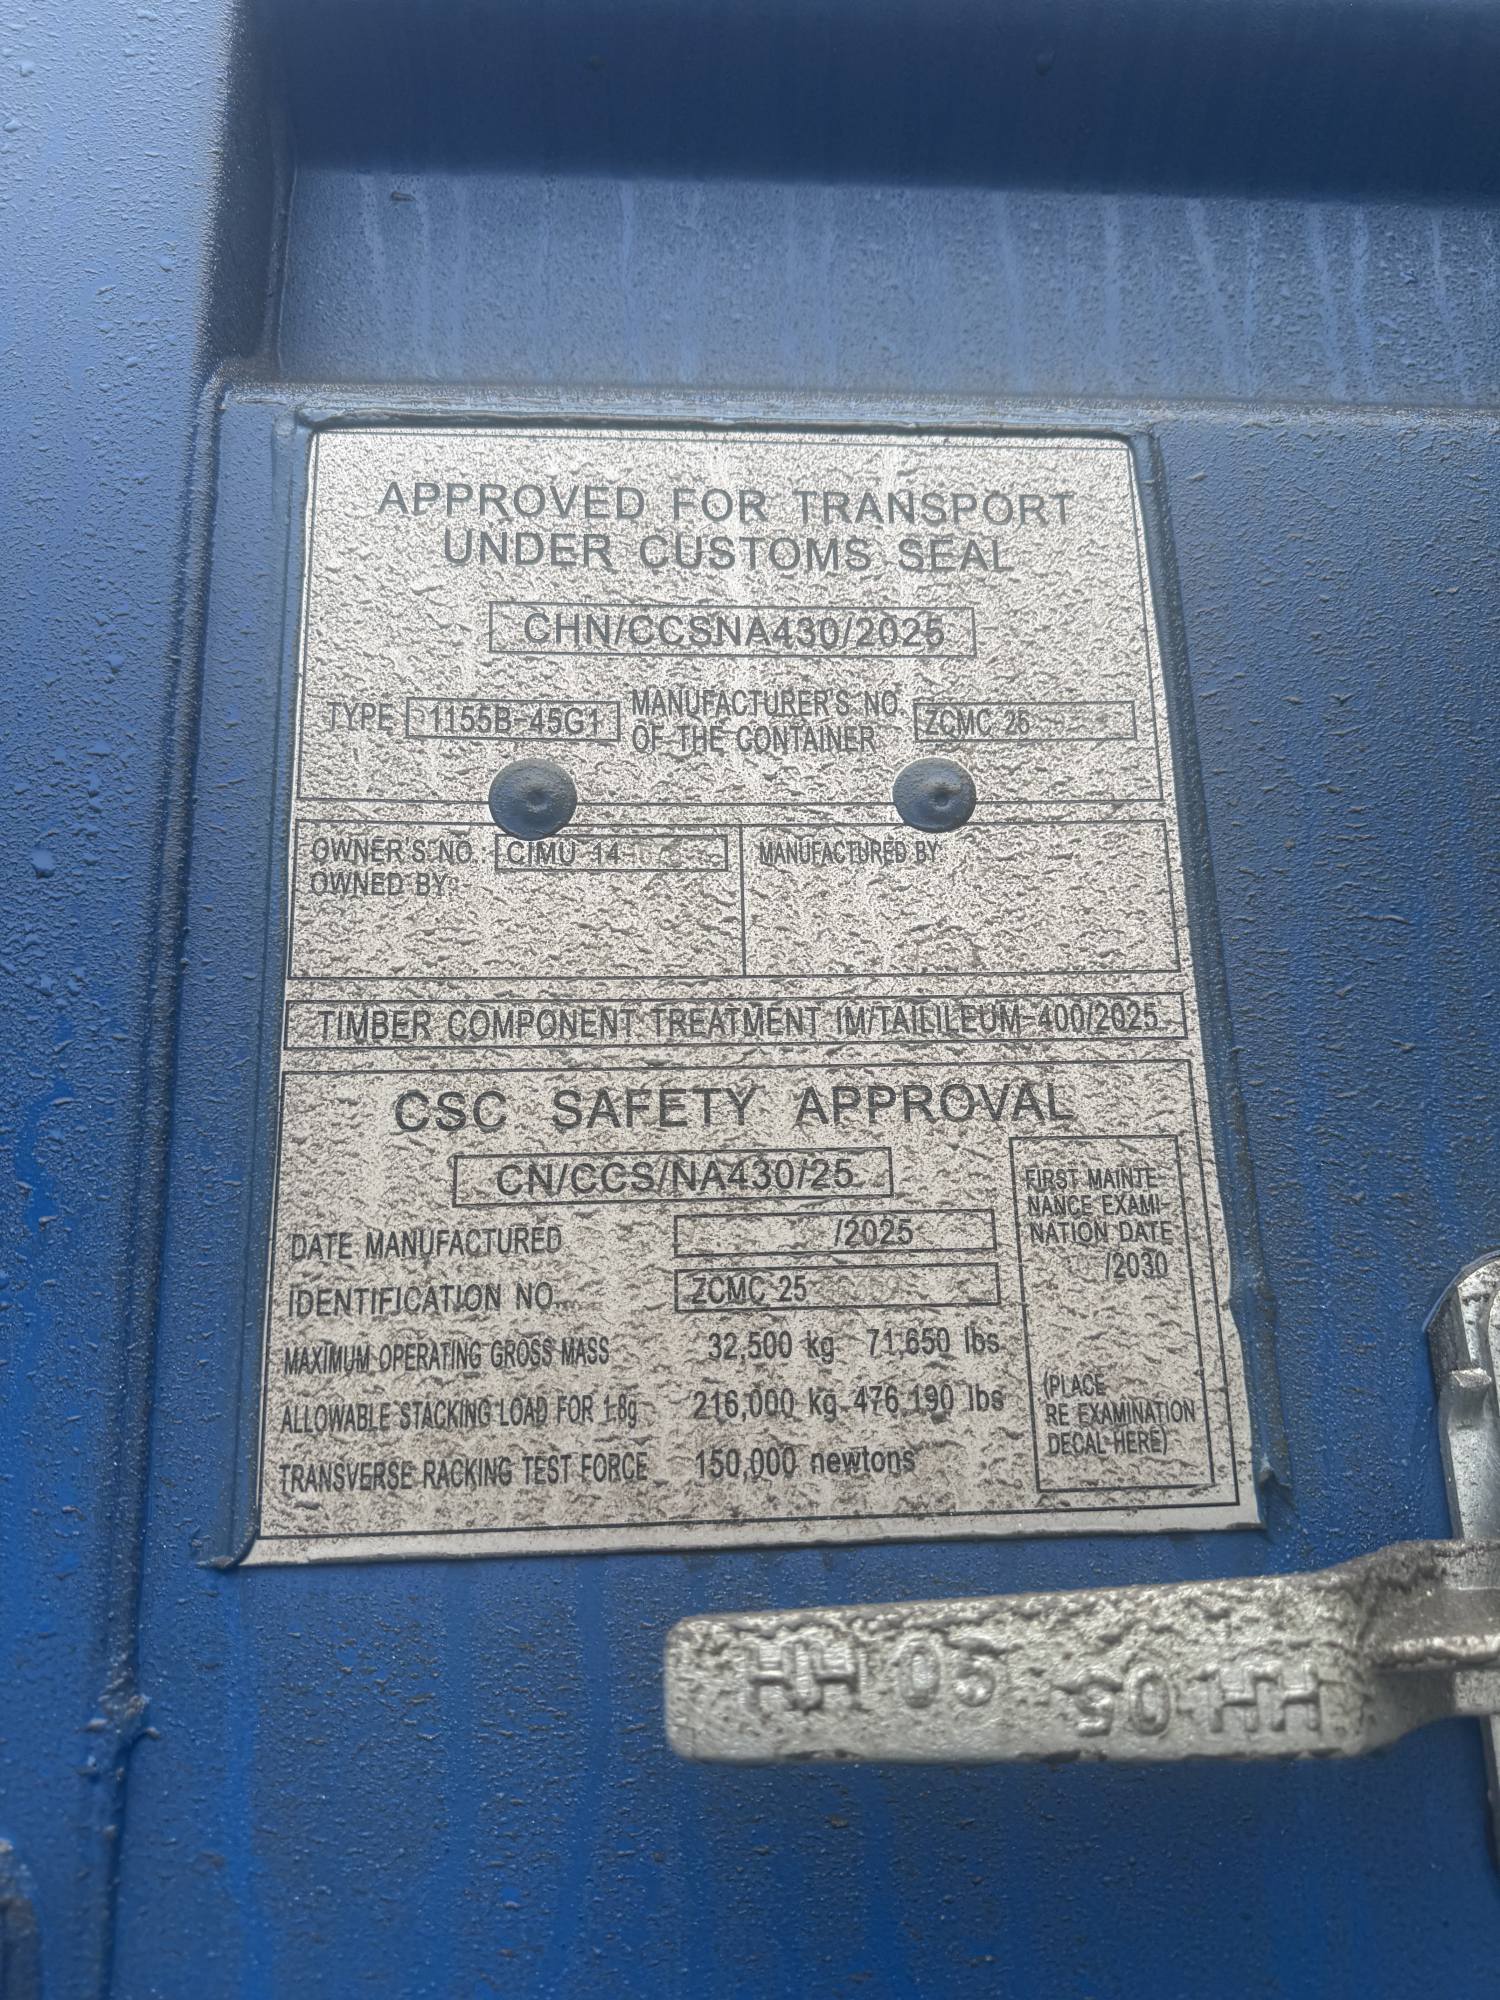 APPROVED FOR TRANSPORT
UNDER CUSTOMS SEAL
CHN/CCSNA430/2025
TYPE 1155B-45G1 MANUFACTURER'S NO. OF THE CONTAINER ZCMC 25
OWNER'S NO. CIMU 14
OWNED BY:
MANUFACTURED BY:
TIMBER COMPONENT TREATMENT IM/TAILILEUM-400/2025
CSC SAFETY APPROVAL
CN/CCS/NA430/25
DATE MANUFACTURED /2025
IDENTIFICATION NO. ZCMC 25
MAXIMUM OPERATING GROSS MASS 32,500 kg 71,650 lbs
ALLOWABLE STACKING LOAD FOR 1.8g 216,000 kg 476,190 lbs
TRANSVERSE RACKING TEST FORCE 150,000 newtons
FIRST MAINTE-
NANCE EXAMI-
NATION DATE
/2030
(PLACE
RE EXAMINATION
DECAL HERE)
HH 05 HH 05